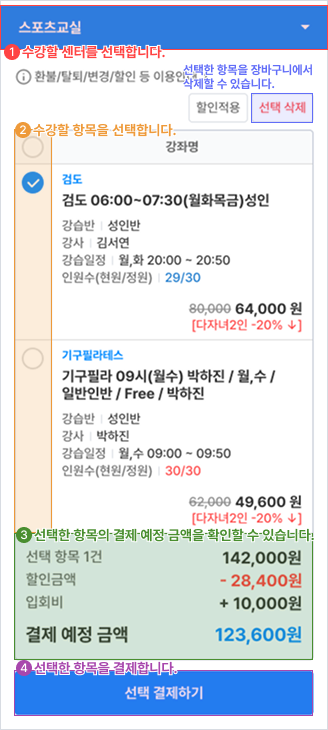 스포츠교실
1 수강할 센터를 선택합니다.
환불/탈퇴/변경/할인 등 이용안
선택한 항목을 장바구니에서
삭제할 수 있습니다.
할인적용 선택 삭제
2 수강할 항목을 선택합니다.
강좌명
검도
검도 06:00~07:30(월화목금)성인
강습반 성인반
강사 김서연
강습일정 월,화 20:00 ~ 20:50
인원수(현원/정원) 29/30
80,000 64,000 원
[다자녀2인 -20% ↓]
기구필라테스
기구필라 09시(월수) 박하진 / 월,수 /
일반인반 / Free / 박하진
강습반 성인반
강사 박하진
강습일정 월,수 09:00 ~ 09:50
인원수(현원/정원) 30/30
62,000 49,600 원
[다자녀2인 -20% ↓]
3 선택한 항목의 결제 예정 금액을 확인할 수 있습니다.
선택 항목 1건 142,000원
할인금액 - 28,400원
입회비 + 10,000원
결제 예정 금액 123,600원
4 선택한 항목을 결제합니다.
선택 결제하기